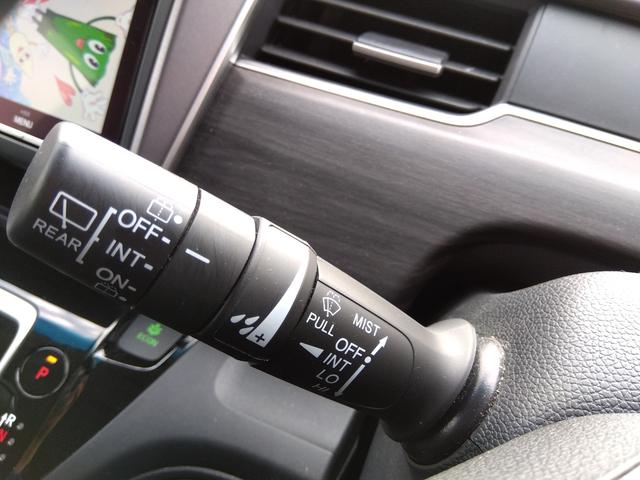 MENU
REAR
OFF
INT
ON
+
PULL
MIST
OFF
INT
LO
HI
ECON
P
R
N